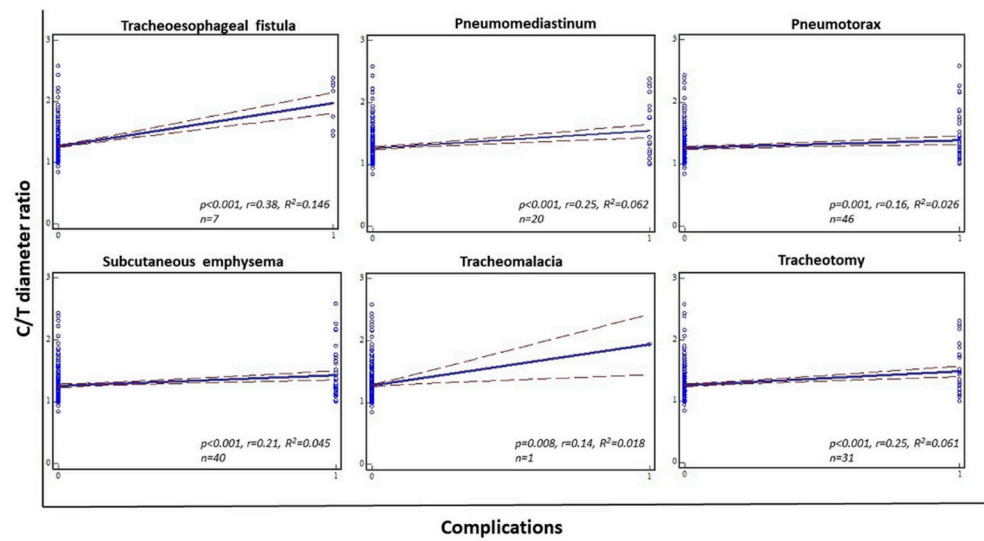 Tracheoesophageal fistula
3
2
1
0
0
1
p<0.001, r=0.38, R²=0.146
n=7
Pneumomediastinum
3
2
1
0
0
1
p<0.001, r=0.25, R²=0.062
n=20
Pneumotorax
3
2
1
0
0
1
p=0.001, r=0.16, R²=0.026
n=46
C/T diameter ratio
Subcutaneous emphysema
3
2
1
0
0
1
p<0.001, r=0.21, R²=0.045
n=40
Tracheomalacia
3
2
1
0
0
1
p=0.008, r=0.14, R²=0.018
n=1
Tracheotomy
3
2
1
0
0
1
p<0.001, r=0.25, R²=0.061
n=31
Complications